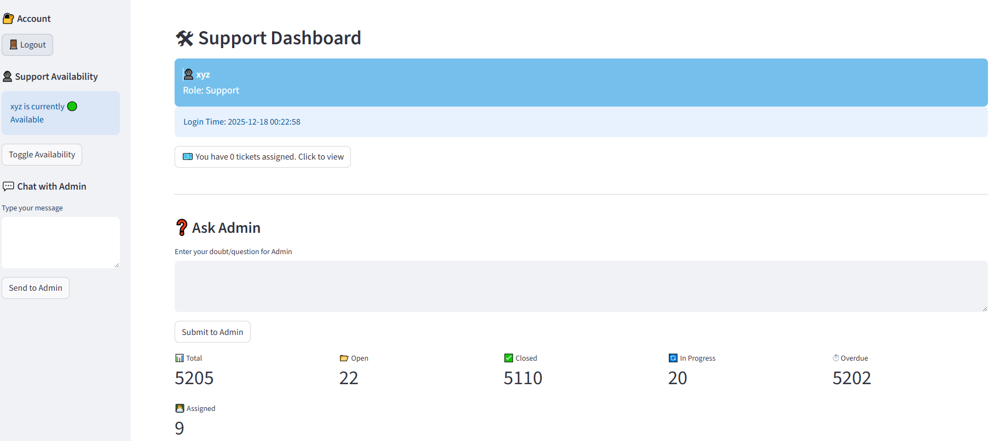 Account
Logout
Support Availability
xyz is currently
Available
Toggle Availability
Chat with Admin
Type your message
Send to Admin
Support Dashboard
xyz
Role: Support
Login Time: 2025-12-18 00:22:58
You have 0 tickets assigned. Click to view
Ask Admin
Enter your doubt/question for Admin
Submit to Admin
Total
5205
Open
22
Closed
5110
In Progress
20
Overdue
5202
Assigned
9